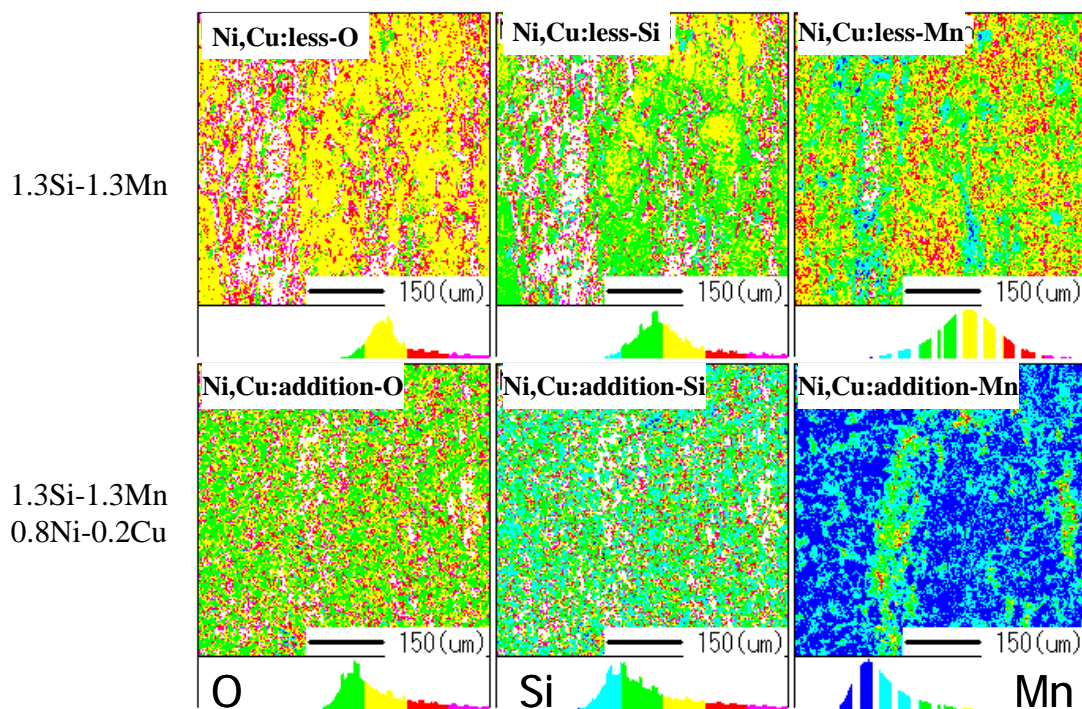 Ni,Cu:less-O
Ni,Cu:less-Si
Ni,Cu:less-Mn
1.3Si-1.3Mn
150(um)
150(um)
150(um)
Ni,Cu:addition-O
Ni,Cu:addition-Si
Ni,Cu:addition-Mn
1.3Si-1.3Mn
0.8Ni-0.2Cu
150(um)
150(um)
150(um)
O
Si
Mn